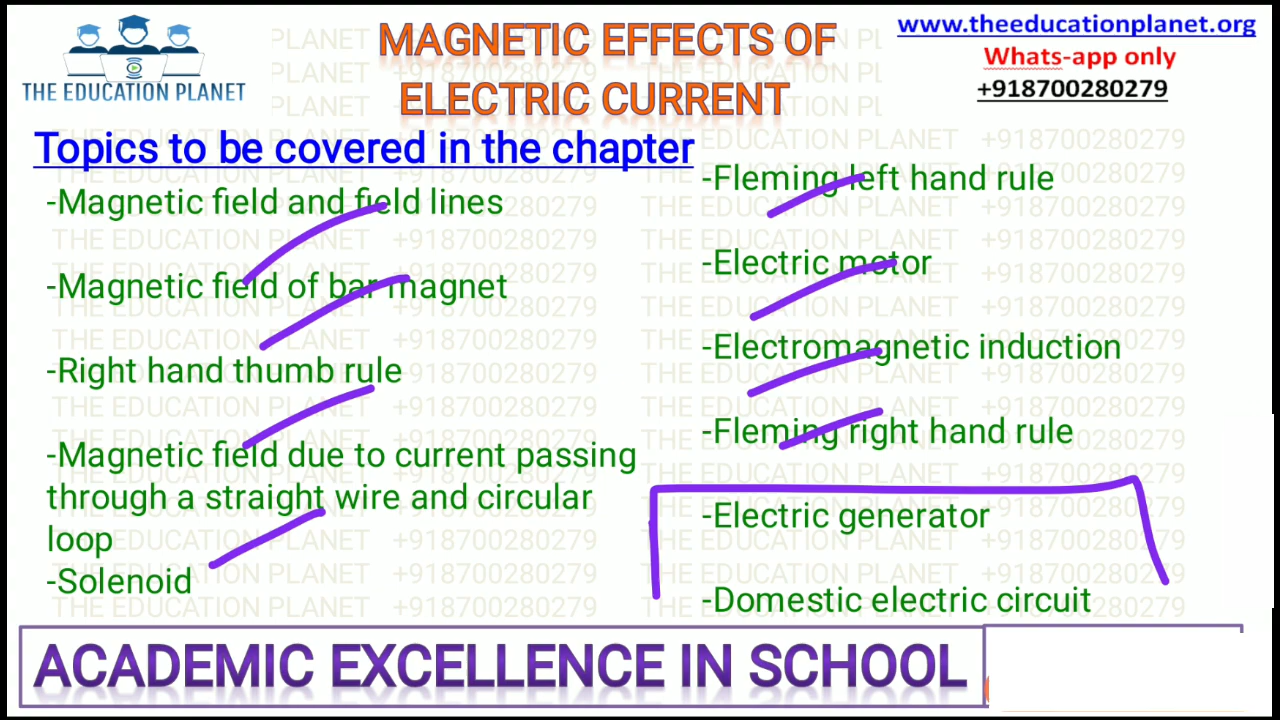 THE EDUCATION PLANET
MAGNETIC EFFECTS OF
ELECTRIC CURRENT
www.theeducationplanet.org
Whats-app only
+918700280279
Topics to be covered in the chapter
-Magnetic field and field lines
-Magnetic field of bar magnet
-Right hand thumb rule
-Magnetic field due to current passing
through a straight wire and circular
loop
-Solenoid
-Fleming left hand rule
-Electric motor
-Electromagnetic induction
-Fleming right hand rule
-Electric generator
-Domestic electric circuit
ACADEMIC EXCELLENCE IN SCHOOL